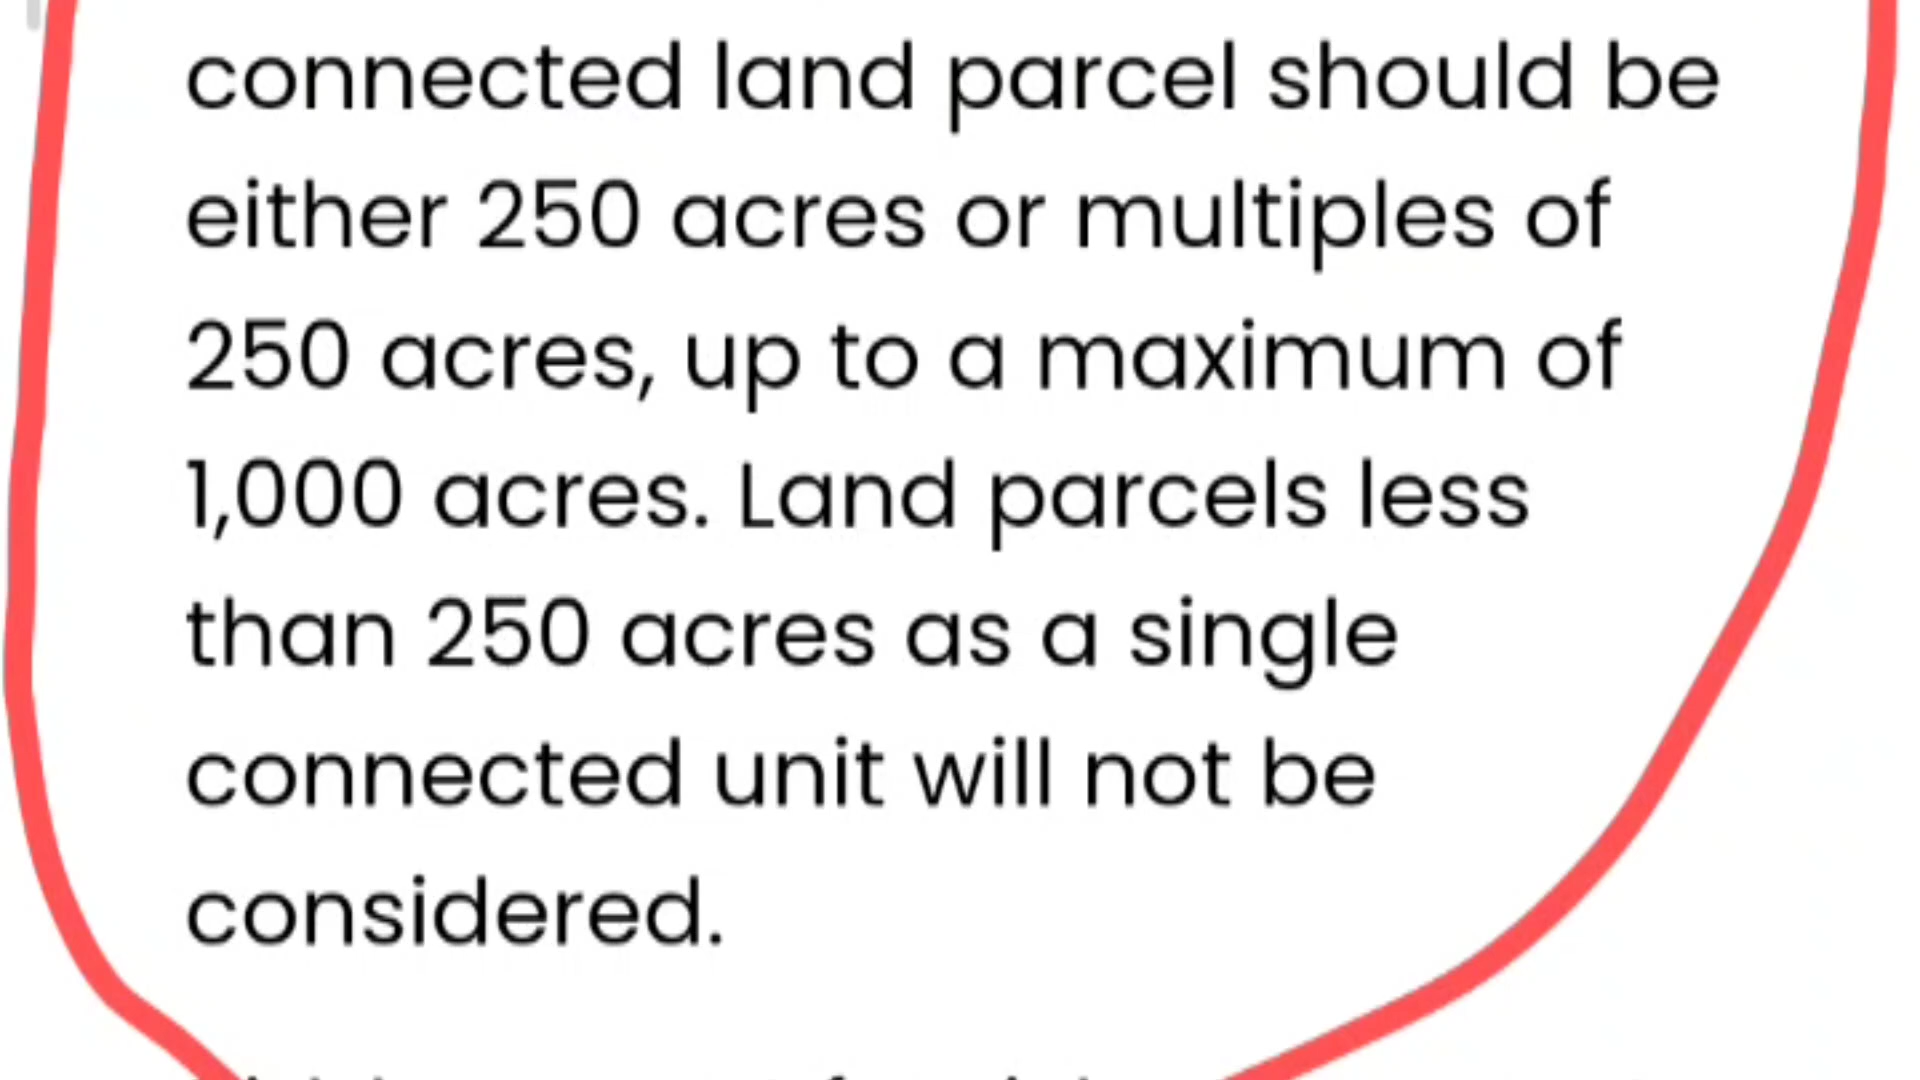 connected land parcel should be
either 250 acres or multiples of
250 acres, up to a maximum of
1,000 acres. Land parcels less
than 250 acres as a single
connected unit will not be
considered.